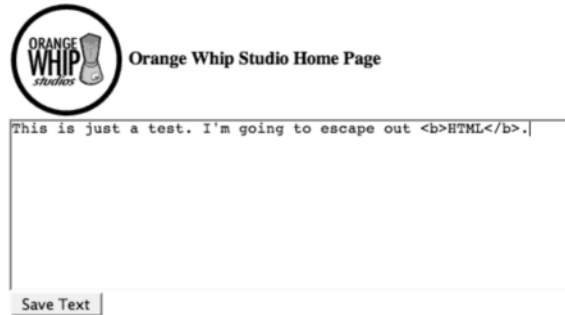 ORANGE
WHIP
studios
Orange Whip Studio Home Page
This is just a test. I'm going to escape out <b>HTML</b>.
Save Text